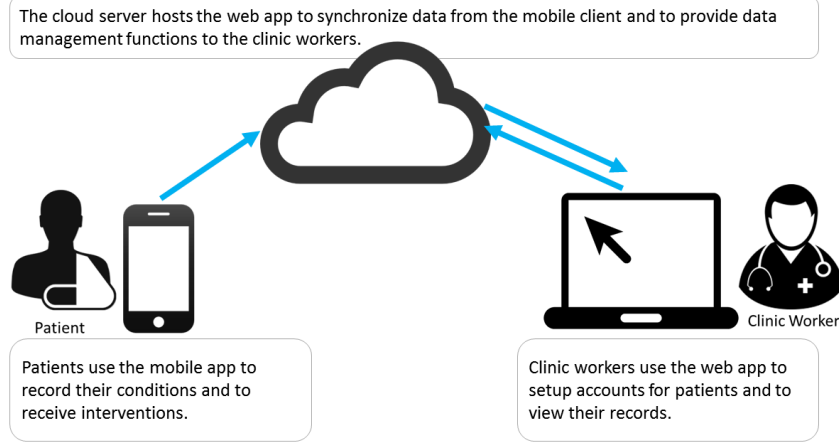 The cloud server hosts the web app to synchronize data from the mobile client and to provide data
management functions to the clinic workers.
Patient
Clinic Worker
Patients use the mobile app to
record their conditions and to
receive interventions.
Clinic workers use the web app to
setup accounts for patients and to
view their records.